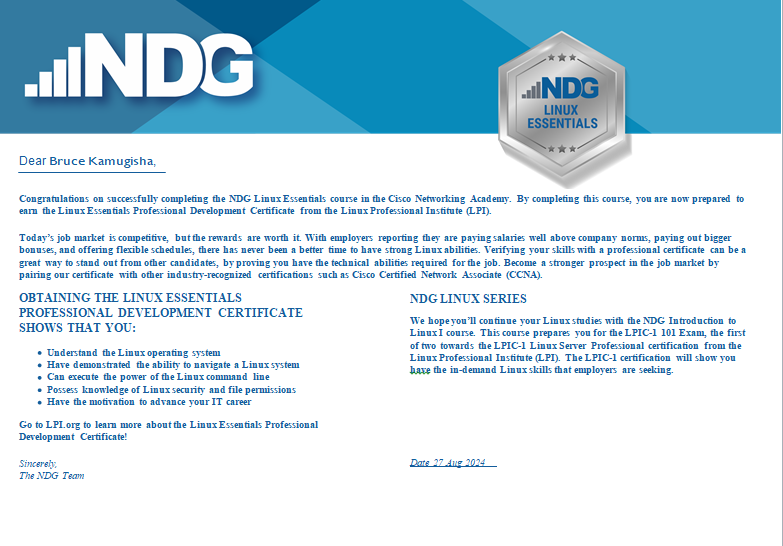 NDG
NDG
LINUX
ESSENTIALS
Dear Bruce Kamugisha,
Congratulations on successfully completing the NDG Linux Essentials course in the Cisco Networking Academy. By completing this course, you are now prepared to
earn the Linux Essentials Professional Development Certificate from the Linux Professional Institute (LPI).
Today's job market is competitive, but the rewards are worth it. With employers reporting they are paying salaries well above company norms, paying out bigger
bonuses, and offering flexible schedules, there has never been a better time to have strong Linux abilities. Verifying your skills with a professional certificate can be a
great way to stand out from other candidates, by proving you have the technical abilities required for the job. Become a stronger prospect in the job market by
pairing our certificate with other industry-recognized certifications such as Cisco Certified Network Associate (CCNA).
OBTAINING THE LINUX ESSENTIALS
PROFESSIONAL DEVELOPMENT CERTIFICATE
SHOWS THAT YOU:
• Understand the Linux operating system
• Have demonstrated the ability to navigate a Linux system
• Can execute the power of the Linux command line
• Possess knowledge of Linux security and file permissions
• Have the motivation to advance your IT career
Go to LPI.org to learn more about the Linux Essentials Professional
Development Certificate!
Sincerely,
The NDG Team
NDG LINUX SERIES
We hope you'll continue your Linux studies with the NDG Introduction to
Linux I course. This course prepares you for the LPIC-1 101 Exam, the first
of two towards the LPIC-1 Linux Server Professional certification from the
Linux Professional Institute (LPI). The LPIC-1 certification will show you
have the in-demand Linux skills that employers are seeking.
Date 27 Aug 2024